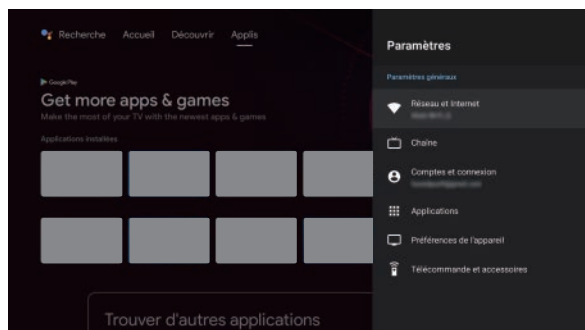 Recherche Accueil Découvrir Applis
Google Play
Get more apps & games
Make the most of your TV with the newest apps & games
Applications installées
Trouver d'autres applications
Paramètres
Paramètres généraux
Réseau et Internet
Chaîne
Comptes et connexion
Applications
Préférences de l'appareil
Télécommande et accessoires